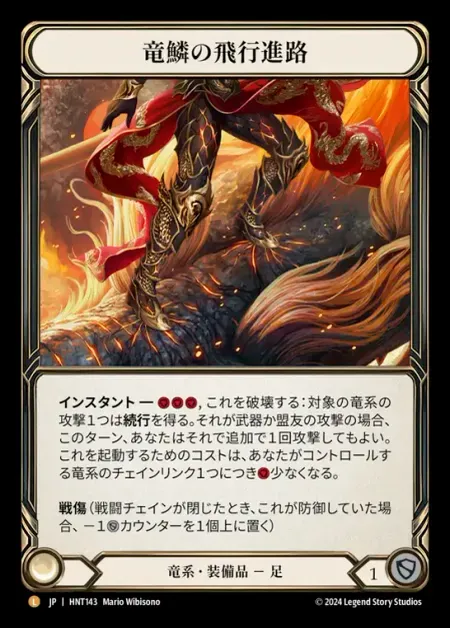 竜鱗の飛行進路
インスタント ー , これを破壊する：対象の竜系の
攻撃１つは続行を得る。それが武器か盟友の攻撃の場合、
このターン、あなたはそれで追加で１回攻撃してもよい。
これを起動するためのコストは、あなたがコントロールす
る竜系のチェインリンク１つにつき少なくなる。
戦傷（戦闘チェインが閉じたとき、これが防御していた場
合、－１カウンターを１個上に置く）
竜系・装備品 － 足
1
L JP | HNT143 Mario Wibisono
© 2024 Legend Story Studios